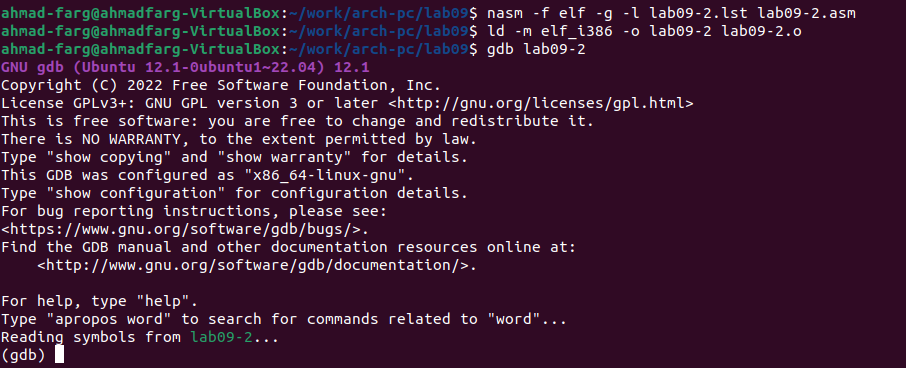 ahmad-farg@ahmadfarg-VirtualBox:~/work/arch-pc/lab09$ nasm -f elf -g -l lab09-2.lst lab09-2.asm
ahmad-farg@ahmadfarg-VirtualBox:~/work/arch-pc/lab09$ ld -m elf_i386 -o lab09-2 lab09-2.o
ahmad-farg@ahmadfarg-VirtualBox:~/work/arch-pc/lab09$ gdb lab09-2
GNU gdb (Ubuntu 12.1-0ubuntu1~22.04) 12.1
Copyright (C) 2022 Free Software Foundation, Inc.
License GPLv3+: GNU GPL version 3 or later <http://gnu.org/licenses/gpl.html>
This is free software: you are free to change and redistribute it.
There is NO WARRANTY, to the extent permitted by law.
Type "show copying" and "show warranty" for details.
This GDB was configured as "x86_64-linux-gnu".
Type "show configuration" for configuration details.
For bug reporting instructions, please see:
<https://www.gnu.org/software/gdb/bugs/>.
Find the GDB manual and other documentation resources online at:
    <http://www.gnu.org/software/gdb/documentation/>.

For help, type "help".
Type "apropos word" to search for commands related to "word"...
Reading symbols from lab09-2...
(gdb)